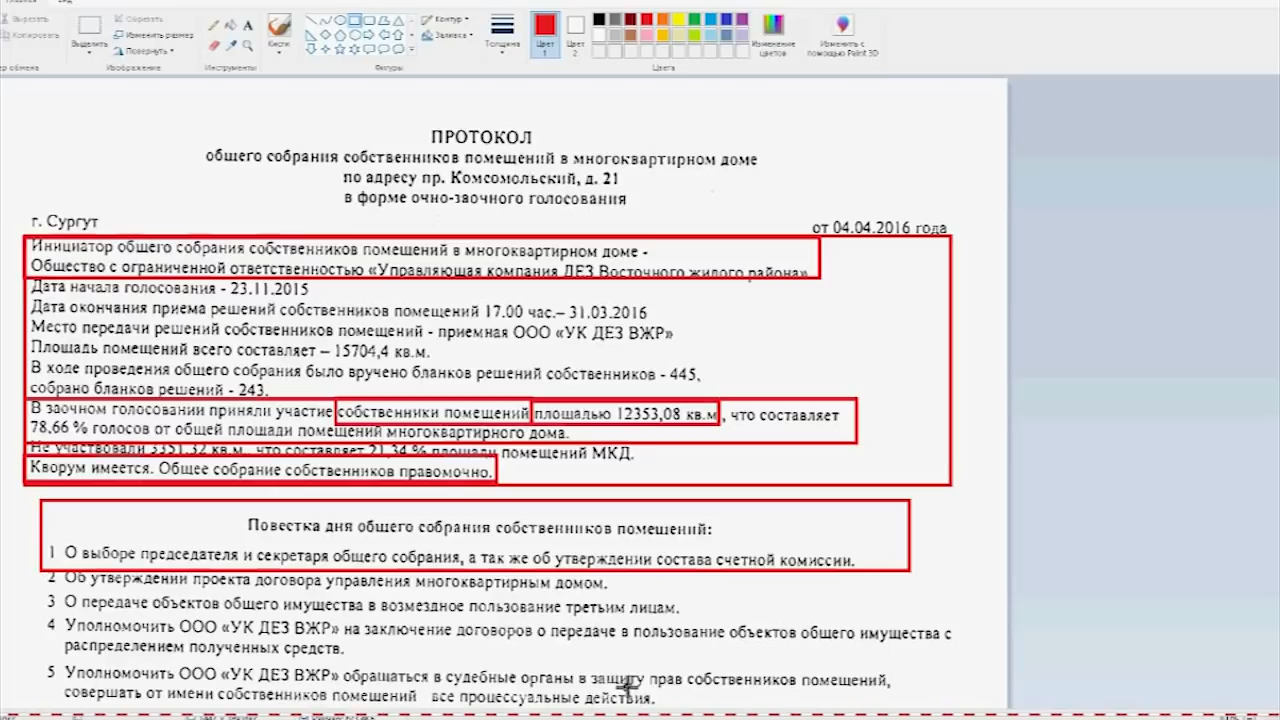 Вырезать
Копировать
Выделить
Обрезать
Изменить размер
Повернуть
Изображение
Инструменты
Кисти
Контур
Заливка
Фигуры
Толщина
Цвет 1
Цвет 2
Цвета
Изменение цветов
Изменить с помощью Paint 3D
ПРОТОКОЛ
общего собрания собственников помещений в многоквартирном доме
по адресу пр. Комсомольский, д. 21
в форме очно-заочного голосования
г. Сургут
от 04.04.2016 года
Инициатор общего собрания собственников помещений в многоквартирном доме -
Общество с ограниченной ответственностью «Управляющая компания ДЕЗ Восточного жилого района»
Дата начала голосования - 23.11.2015
Дата окончания приема решений собственников помещений 17.00 час.– 31.03.2016
Место передачи решений собственников помещений - приемная ООО «УК ДЕЗ ВЖР»
Площадь помещений всего составляет – 15704,4 кв.м.
В ходе проведения общего собрания было вручено бланков решений собственников - 445,
собрано бланков решений - 243.
В заочном голосовании приняли участие собственники помещений площадью 12353,08 кв.м., что составляет
78,66 % голосов от общей площади помещений многоквартирного дома.
Не участвовали 3351,32 кв.м., что составляет 21,34 % площади помещений МКД.
Кворум имеется. Общее собрание собственников правомочно.
Повестка дня общего собрания собственников помещений:
1 О выборе председателя и секретаря общего собрания, а так же об утверждении состава счетной комиссии.
2 Об утверждении проекта договора управления многоквартирным домом.
3 О передаче объектов общего имущества в возмездное пользование третьим лицам.
4 Уполномочить ООО «УК ДЕЗ ВЖР» на заключение договоров о передаче в пользование объектов общего имущества с
распределением полученных средств.
5 Уполномочить ООО «УК ДЕЗ ВЖР» обращаться в судебные органы в защиту прав собственников помещений,
совершать от имени собственников помещений все процессуальные действия.